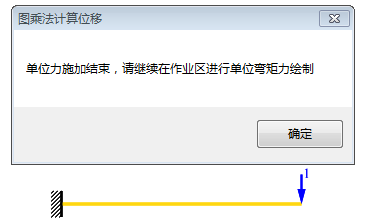 图乘法计算位移
单位力施加结束，请继续在作业区进行单位弯矩力绘制
确定
1